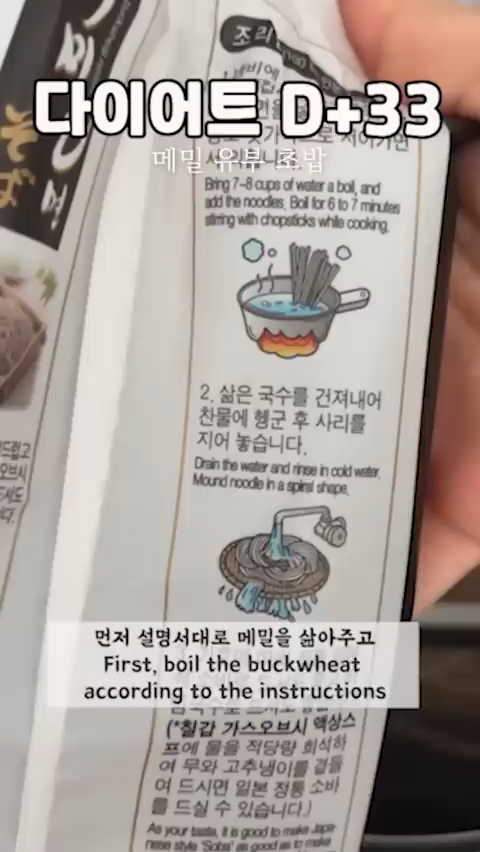 다이어트 D+33
메밀 유부 초밥
조리
Bring 7~8 cups of water a boil, and
add the noodles. Boil for 6 to 7 minutes
stirring with chopsticks while cooking.
2. 삶은 국수를 건져내어
찬물에 헹군 후 사리를
지어 놓습니다.
Drain the water and rinse in cold water.
Mound noodle in a spiral shape.
먼저 설명서대로 메밀을 삶아주고
First, boil the buckwheat
according to the instructions
(*칠갑 가스오브시 액상스
프에 물을 적당량 희석하
여 무와 고추냉이를 곁들
여 드시면 일본 정통 소바
를 드실 수 있습니다.)
As your taste, it is good to make Japa-
nese style 'Soba' as good as to make